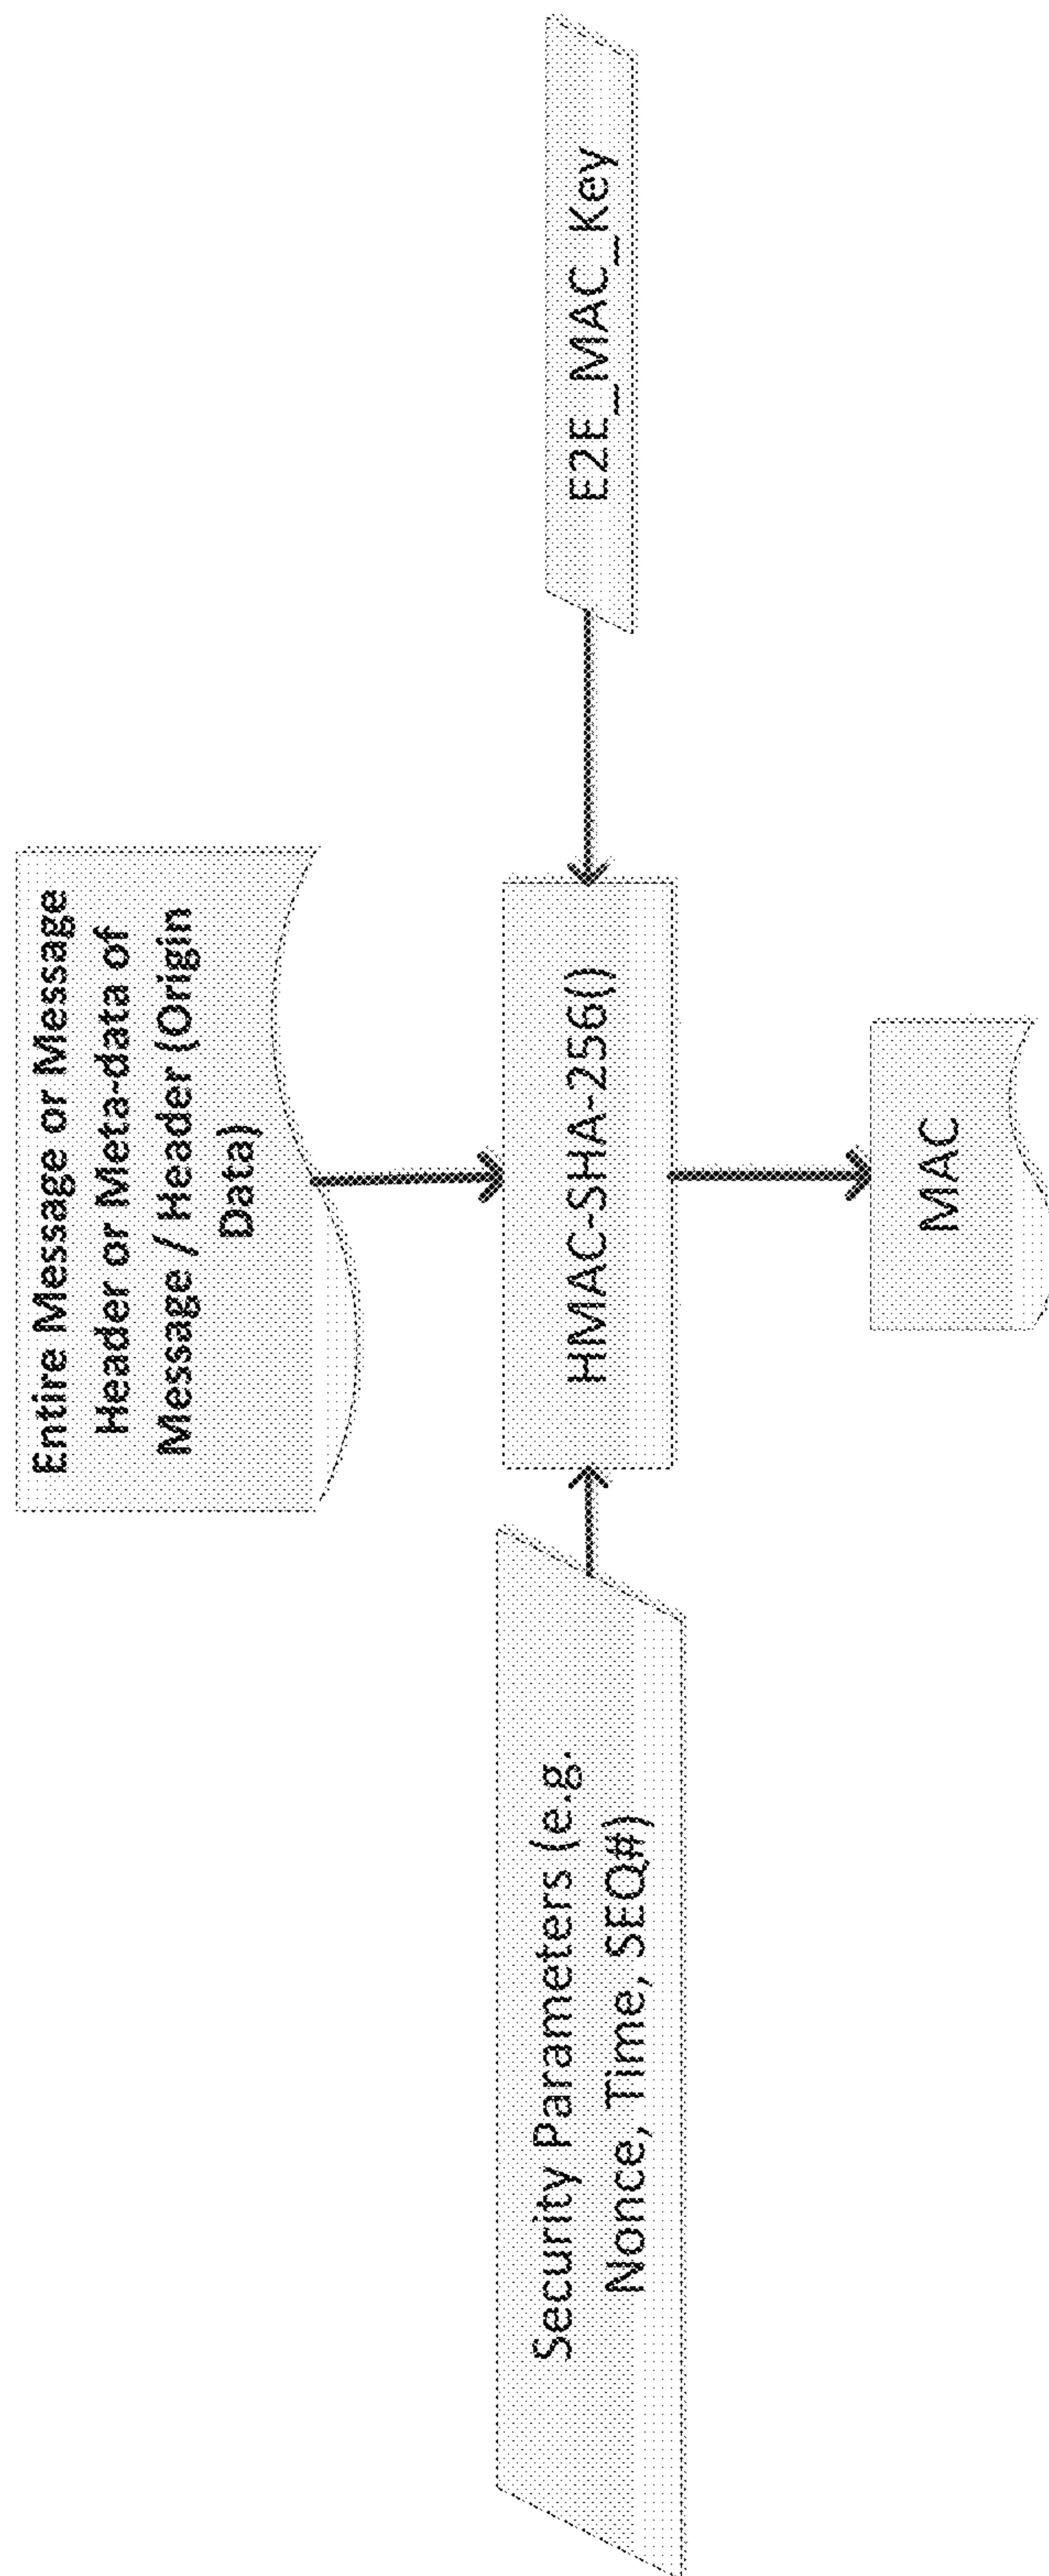 Entire Message or Message
Header or Meta-data of
Message / Header (Origin
Data)
Security Parameters (e.g.
Nonce, Time, SEQ#)
HMAC-SHA-256()
E2E_MAC_Key
MAC